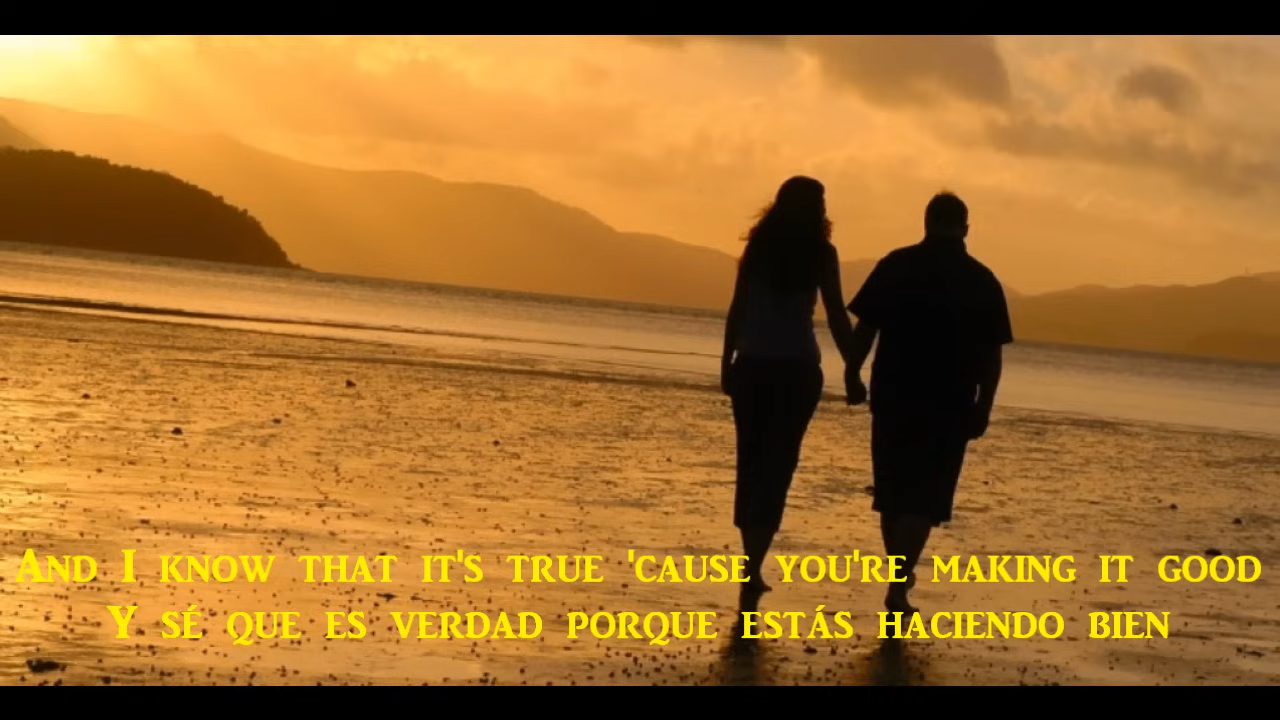 And I know that it's true 'cause you're making it good
Y sé que es verdad porque estás haciendo bien